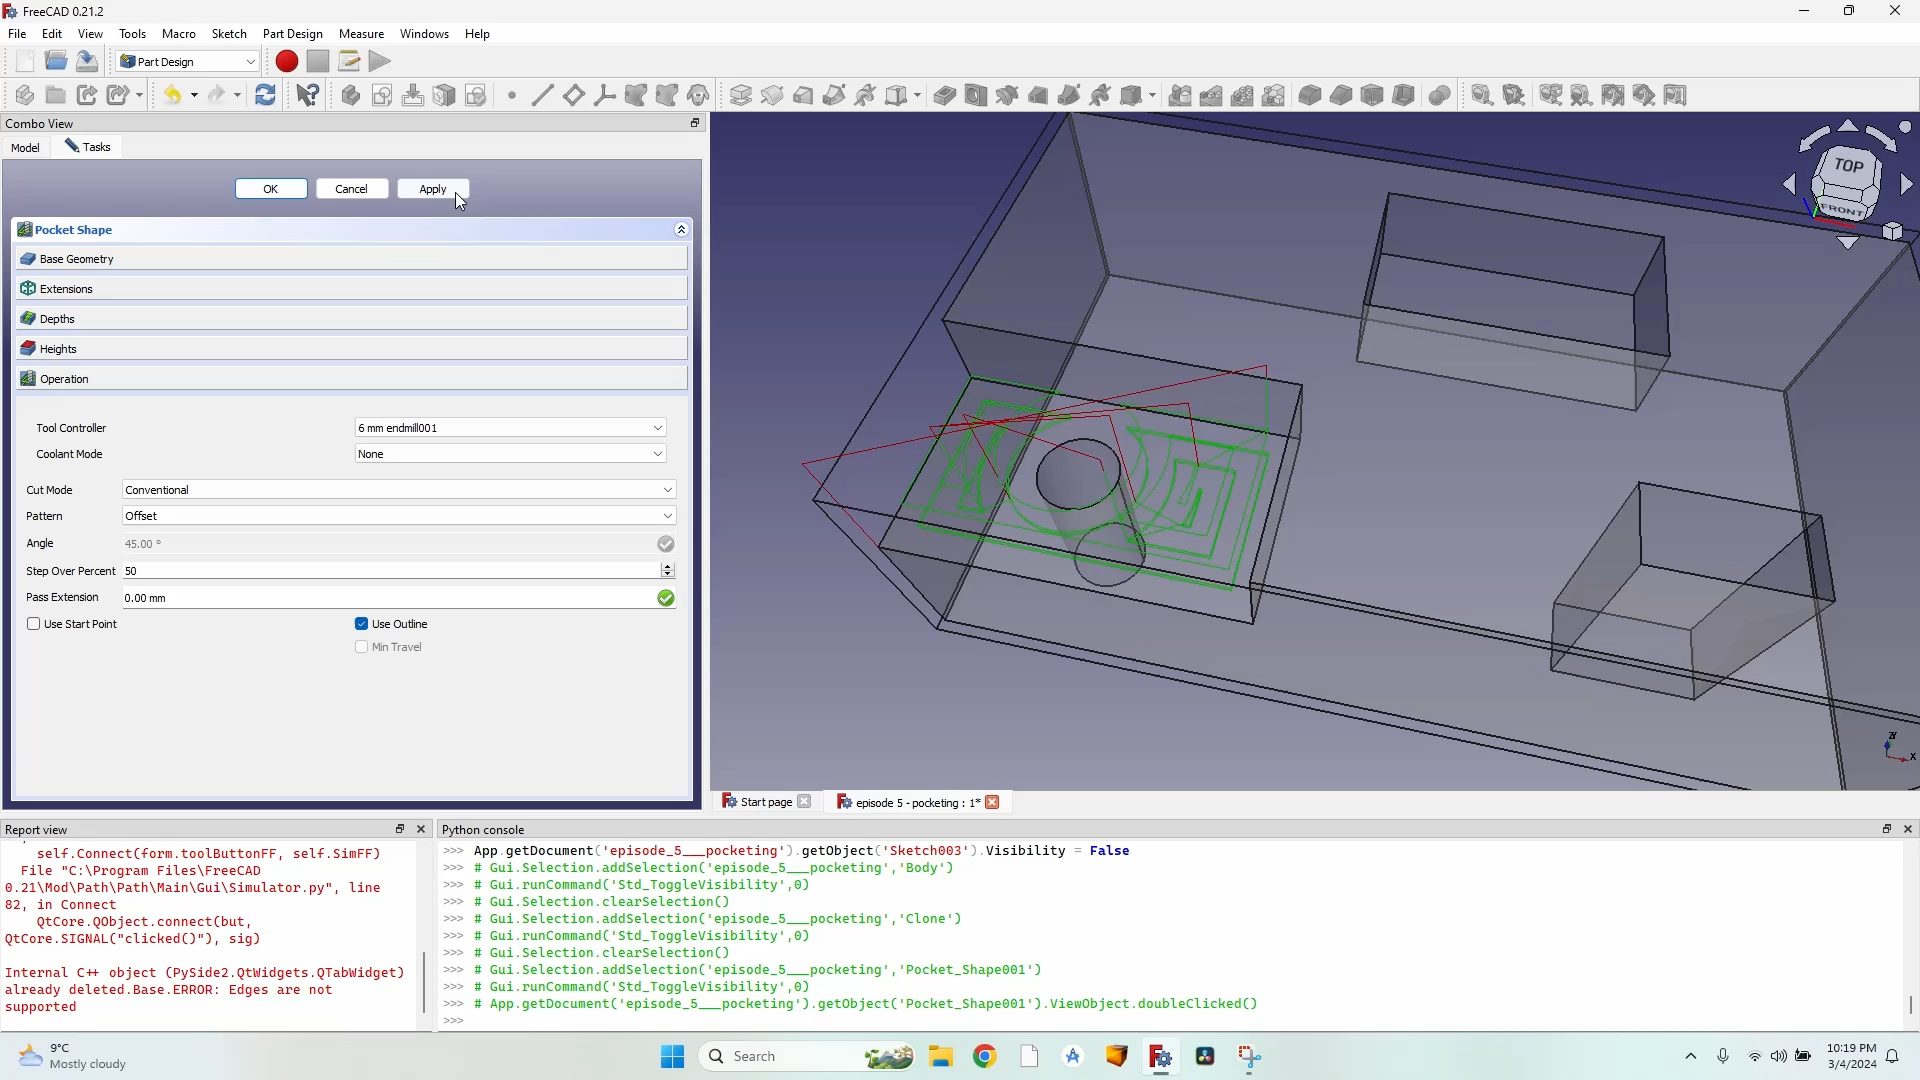 FreeCAD 0.21.2
File Edit View Tools Macro Sketch Part Design Measure Windows Help
Part Design
Combo View
Model Tasks
OK Cancel Apply
Pocket Shape
Base Geometry
Extensions
Depths
Heights
Operation
Tool Controller 6 mm endmill001
Coolant Mode None
Cut Mode Conventional
Pattern Offset
Angle 45.00 °
Step Over Percent 50
Pass Extension 0.00 mm
Use Start Point Use Outline
Min Travel
TOP
FRONT
Z
X
Start page episode 5 - pocketing : 1*
Report view
self.Connect(form.toolButtonFF, self.SimFF)
File "C:\Program Files\FreeCAD
0.21\Mod\Path\Path\Main\Gui\Simulator.py", line
82, in Connect
QtCore.QObject.connect(but,
QtCore.SIGNAL("clicked()"), sig)
Internal C++ object (PySide2.QtWidgets.QTabWidget)
already deleted.Base.ERROR: Edges are not
supported
Python console
>>> App.getDocument('episode_5___pocketing').getObject('Sketch003').Visibility = False
>>> # Gui.Selection.addSelection('episode_5___pocketing','Body')
>>> # Gui.runCommand('Std_ToggleVisibility',0)
>>> # Gui.Selection.clearSelection()
>>> # Gui.Selection.addSelection('episode_5___pocketing','Clone')
>>> # Gui.runCommand('Std_ToggleVisibility',0)
>>> # Gui.Selection.clearSelection()
>>> # Gui.Selection.addSelection('episode_5___pocketing','Pocket_Shape001')
>>> # Gui.runCommand('Std_ToggleVisibility',0)
>>> # App.getDocument('episode_5___pocketing').getObject('Pocket_Shape001').ViewObject.doubleClicked()
>>>
9°C
Mostly cloudy
Search
10:19 PM
3/4/2024